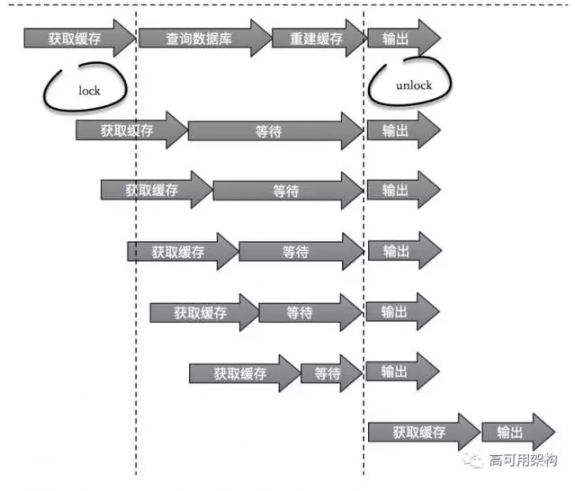 获取缓存 查询数据库 重建缓存 输出
lock unlock
获取缓存 等待 输出
获取缓存 等待 输出
获取缓存 等待 输出
获取缓存 等待 输出
获取缓存 等待 输出
获取缓存 输出
高可用架构